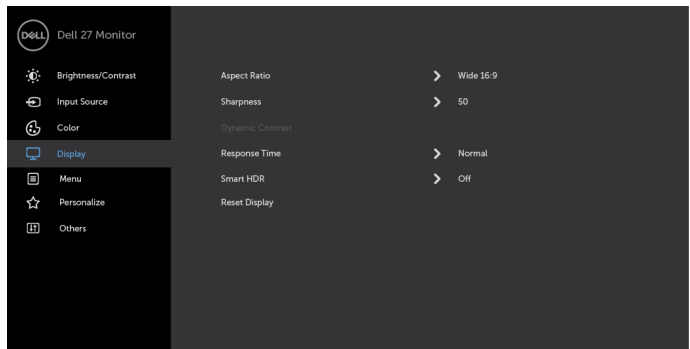 DELL
Dell 27 Monitor
Brightness/Contrast
Aspect Ratio
Wide 16:9
Input Source
Sharpness
50
Color
Dynamic Contrast
Display
Response Time
Normal
Menu
Smart HDR
Off
Personalize
Reset Display
Others